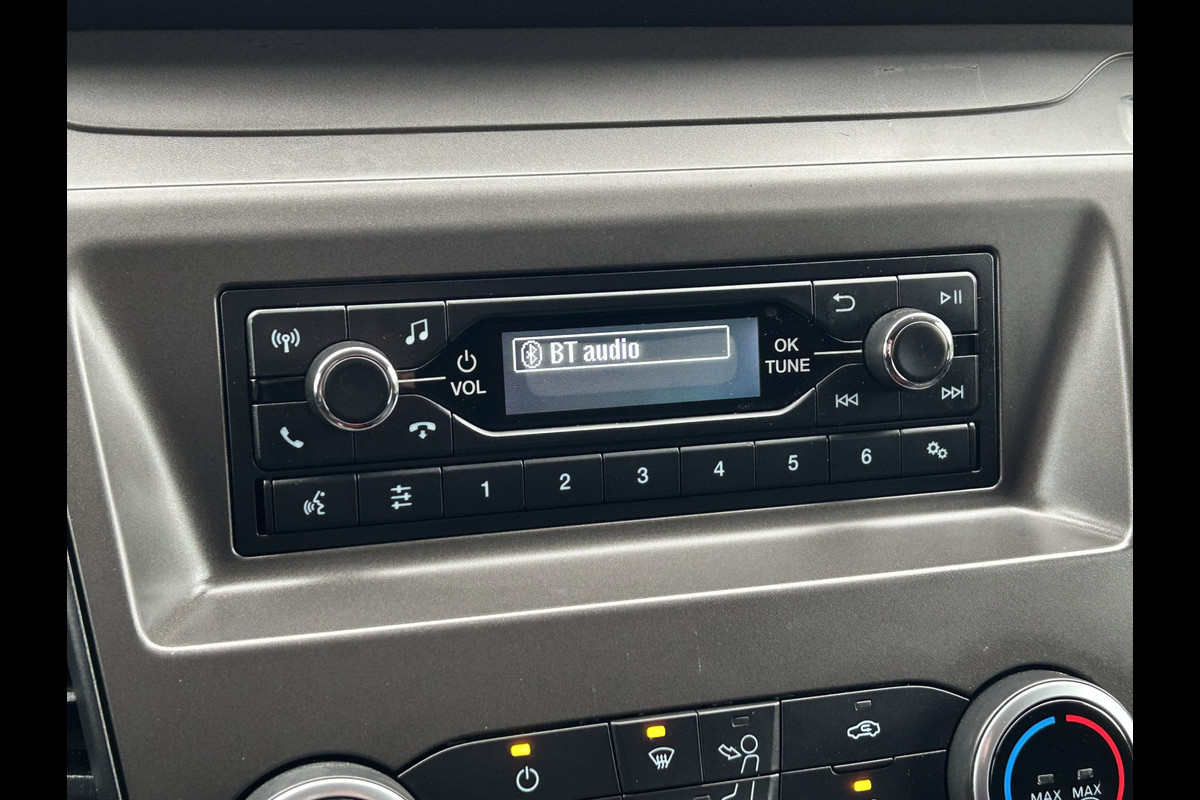 BT audio
VOL
OK
TUNE
1 2 3 4 5 6
MAX MAX